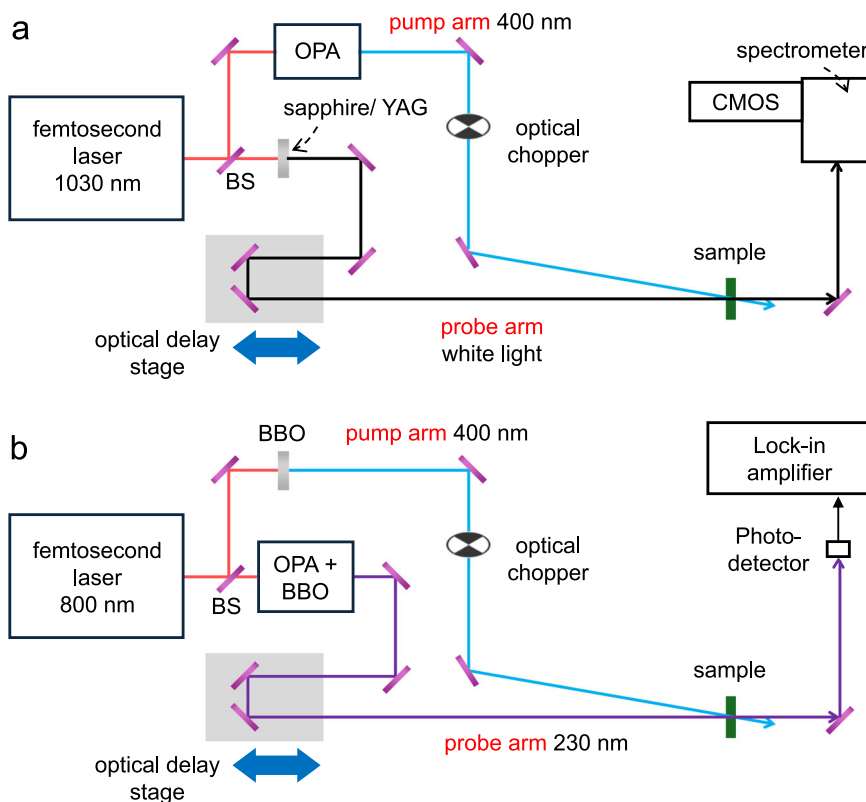 a
pump arm 400 nm
OPA
spectrometer
CMOS
sapphire/ YAG
femtosecond
laser
1030 nm
optical
chopper
BS
sample
probe arm
white light
optical delay
stage
b
BBO
pump arm 400 nm
Lock-in
amplifier
femtosecond
laser
800 nm
OPA +
BBO
optical
chopper
Photo-
detector
BS
sample
probe arm 230 nm
optical delay
stage